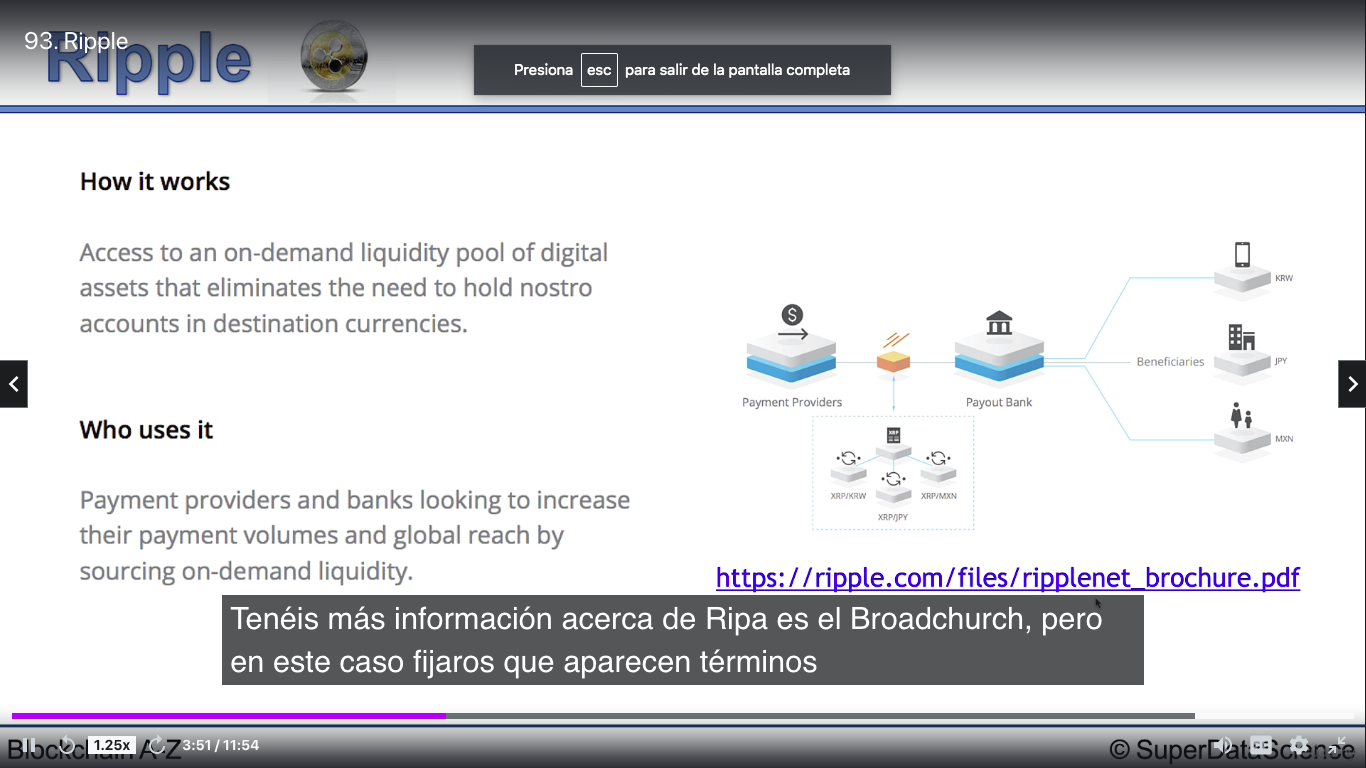 93. Ripple
Ripple
Presiona esc para salir de la pantalla completa
How it works
Access to an on-demand liquidity pool of digital
assets that eliminates the need to hold nostro
accounts in destination currencies.
Who uses it
Payment providers and banks looking to increase
their payment volumes and global reach by
sourcing on-demand liquidity.
$
Payment Providers
Payout Bank
Beneficiaries
KRW
JPY
MXN
XRP
XRP/KRW
XRP/JPY
XRP/MXN
https://ripple.com/files/ripplenet_brochure.pdf
Tenéis más información acerca de Ripa es el Broadchurch, pero
en este caso fijaros que aparecen términos
1.25x
3:51 / 11:54
Blockchain A-Z
© SuperDataScience